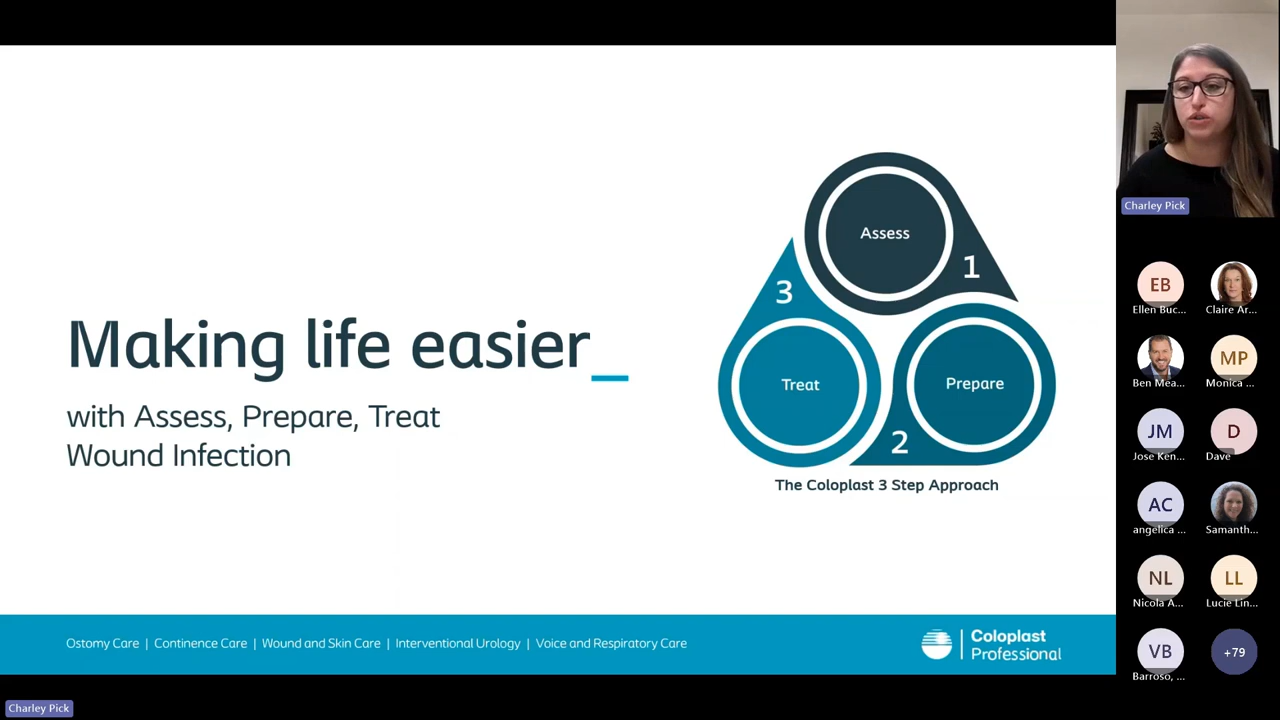 Making life easier_
with Assess, Prepare, Treat
Wound Infection
Assess
1
3
Treat
Prepare
2
The Coloplast 3 Step Approach
Ostomy Care | Continence Care | Wound and Skin Care | Interventional Urology | Voice and Respiratory Care
Coloplast
Professional
Charley Pick
EB
Ellen Buc...
Claire Ar...
Ben Mea...
MP
Monica ...
JM
Jose Ken...
D
Dave
AC
angelica ...
Samanth...
NL
Nicola A...
LL
Lucie Lin...
VB
Barroso, ...
+79
Charley Pick